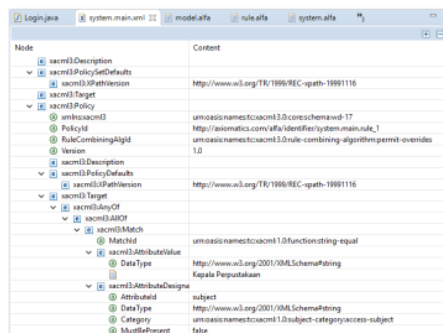 Login.java system.main.xml model.alfa rule.alfa system.alfa
Node Content
xacml3:Description
xacml3:PolicySetDefaults
xacml3:XPathVersion http://www.w3.org/TR/1999/REC-xpath-19991116
xacml3:Target
xacml3:Policy
xmlns:xacml3 urn:oasis:names:tc:xacml:3.0:core:schema:wd-17
PolicyId http://axiomatics.com/alfa/identifier/system.main.rule_1
RuleCombiningAlgId urn:oasis:names:tc:xacml:3.0:rule-combining-algorithm:permit-overrides
Version 1.0
xacml3:Description
xacml3:PolicyDefaults
xacml3:XPathVersion http://www.w3.org/TR/1999/REC-xpath-19991116
xacml3:Target
xacml3:AnyOf
xacml3:AllOf
xacml3:Match
MatchId urn:oasis:names:tc:xacml:1.0:function:string-equal
xacml3:AttributeValue
DataType http://www.w3.org/2001/XMLSchema#string
Kepala Perpustakaan
xacml3:AttributeDesigna
AttributeId subject
DataType http://www.w3.org/2001/XMLSchema#string
Category urn:oasis:names:tc:xacml:1.0:subject-category:access-subject
MustBePresent false